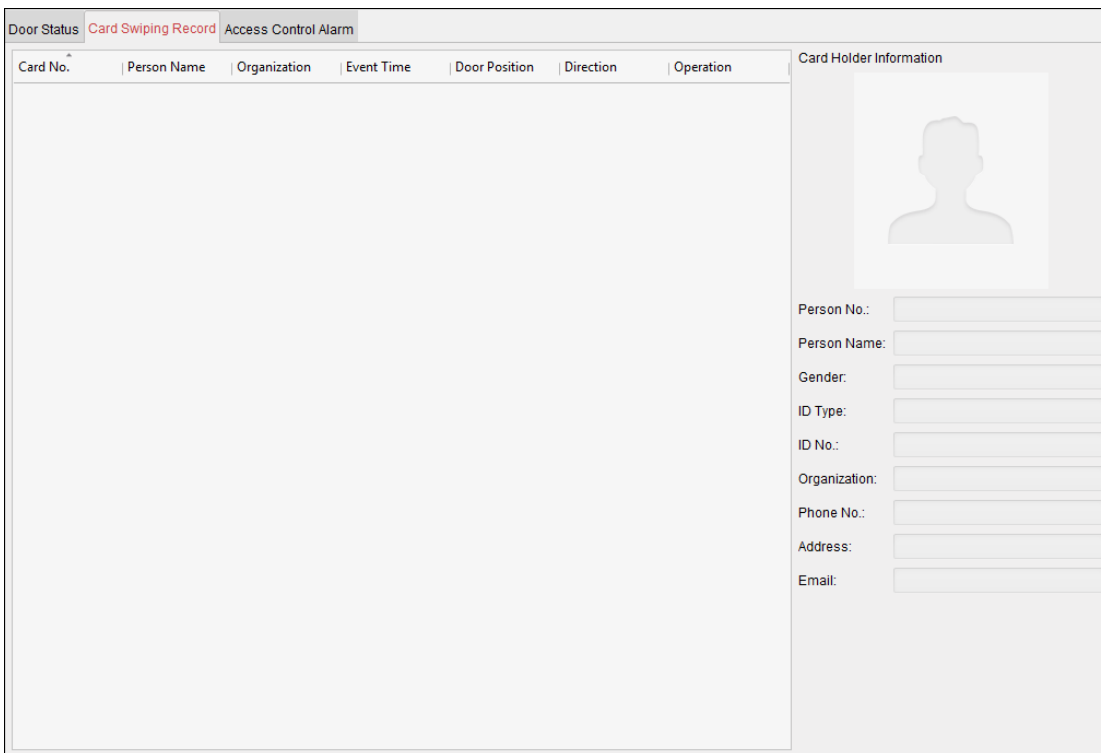 Door Status Card Swiping Record Access Control Alarm
Card No. Person Name Organization Event Time Door Position Direction Operation
Card Holder Information
Person No.:
Person Name:
Gender:
ID Type:
ID No.:
Organization:
Phone No.:
Address:
Email: